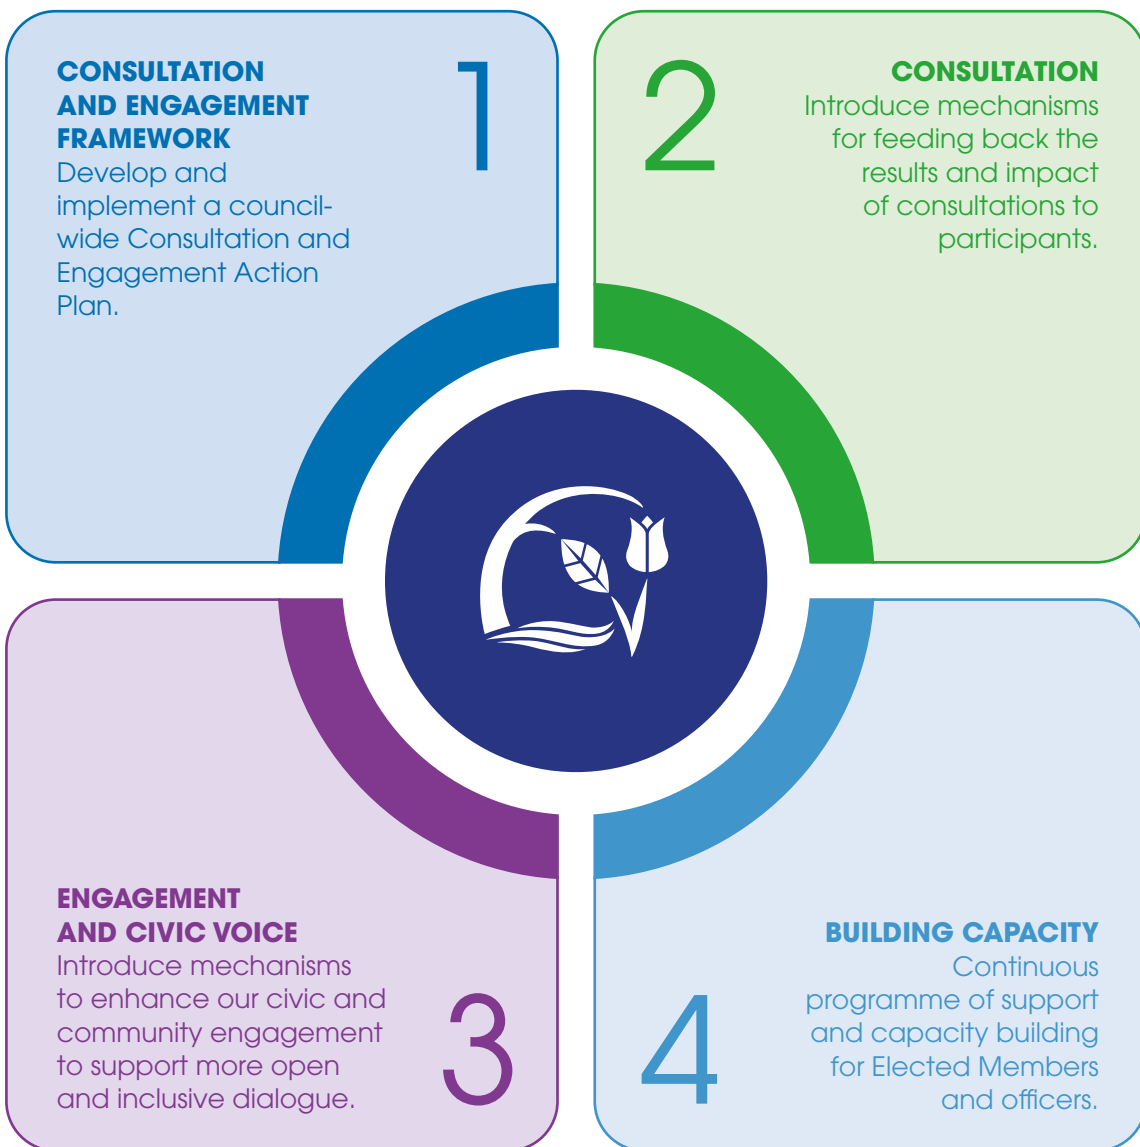 1
CONSULTATION
AND ENGAGEMENT
FRAMEWORK
Develop and
implement a council-
wide Consultation and
Engagement Action
Plan.
2
CONSULTATION
Introduce mechanisms
for feeding back the
results and impact
of consultations to
participants.
3
ENGAGEMENT
AND CIVIC VOICE
Introduce mechanisms
to enhance our civic and
community engagement
to support more open
and inclusive dialogue.
4
BUILDING CAPACITY
Continuous
programme of support
and capacity building
for Elected Members
and officers.